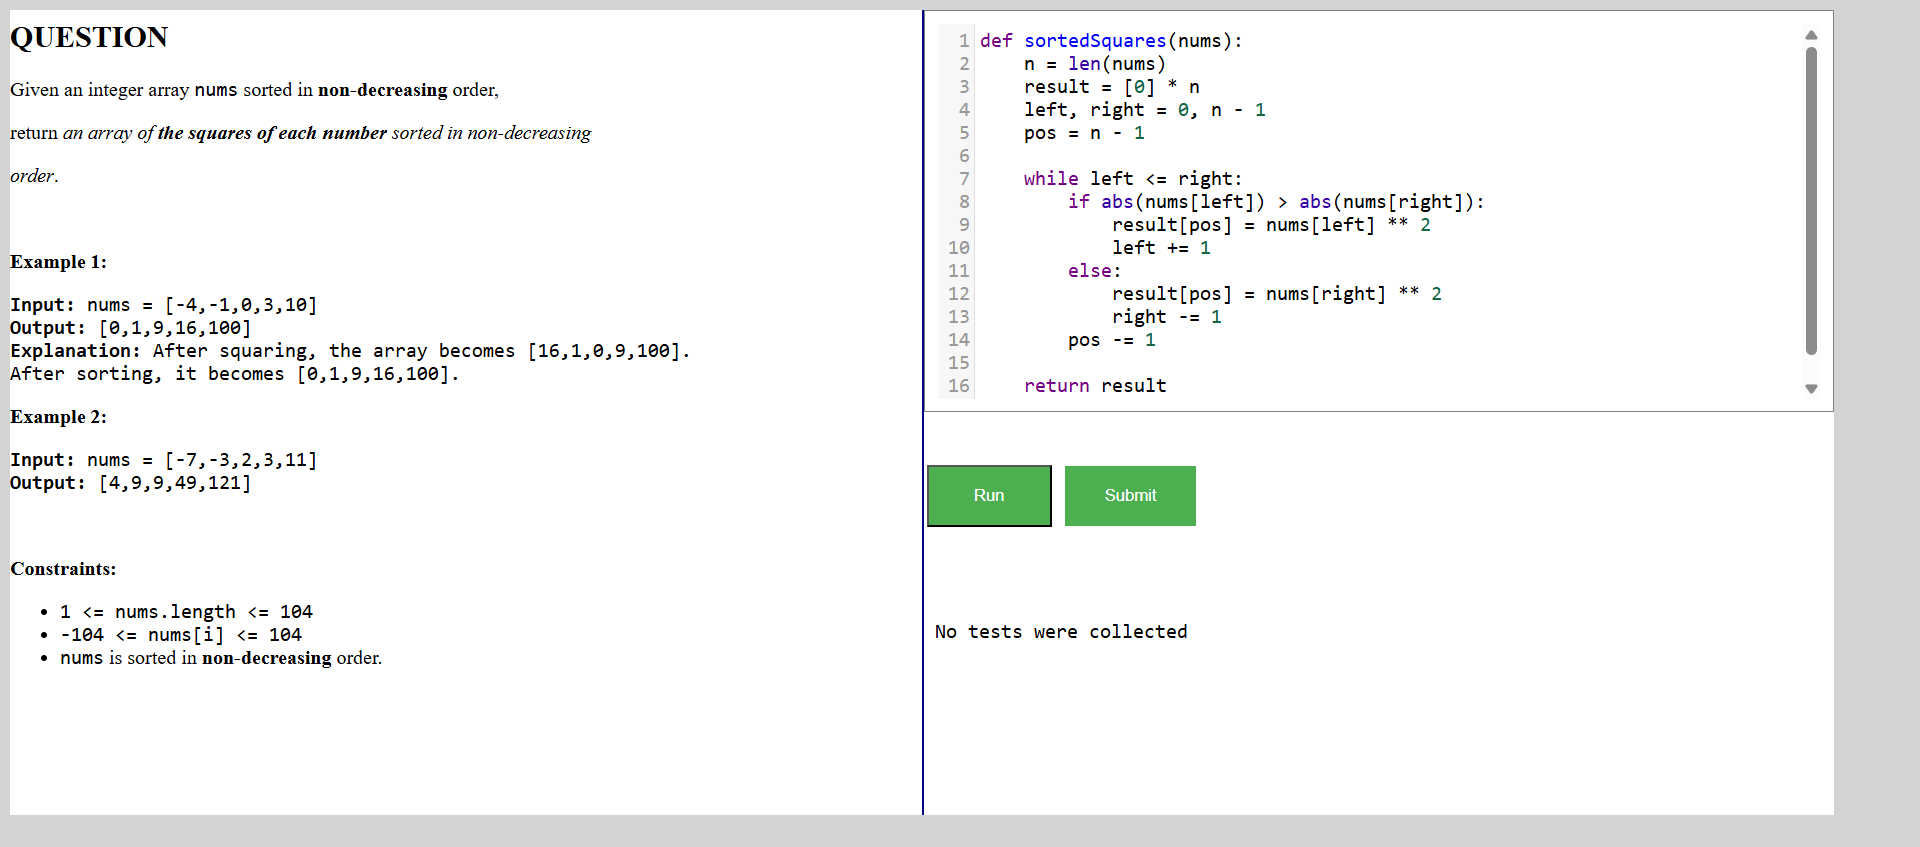 QUESTION
Given an integer array nums sorted in non-decreasing order,
return an array of the squares of each number sorted in non-decreasing
order.
Example 1:
Input: nums = [-4,-1,0,3,10]
Output: [0,1,9,16,100]
Explanation: After squaring, the array becomes [16,1,0,9,100].
After sorting, it becomes [0,1,9,16,100].
Example 2:
Input: nums = [-7,-3,2,3,11]
Output: [4,9,9,49,121]
Constraints:
• 1 <= nums.length <= 104
• -104 <= nums[i] <= 104
• nums is sorted in non-decreasing order.
1 def sortedSquares(nums):
2     n = len(nums)
3     result = [0] * n
4     left, right = 0, n - 1
5     pos = n - 1
6
7     while left <= right:
8         if abs(nums[left]) > abs(nums[right]):
9             result[pos] = nums[left] ** 2
10             left += 1
11         else:
12             result[pos] = nums[right] ** 2
13             right -= 1
14         pos -= 1
15
16     return result
Run Submit
No tests were collected